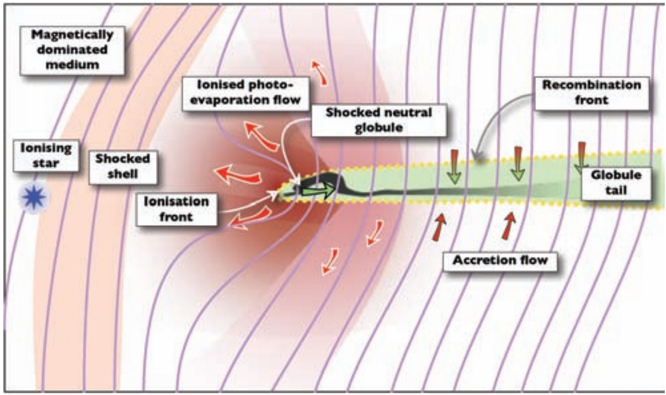 Magnetically
dominated
medium
Ionised photo-
evaporation flow
Shocked neutral
globule
Recombination
front
Ionising
star
Shocked
shell
Globule
tail
Ionisation
front
Accretion flow